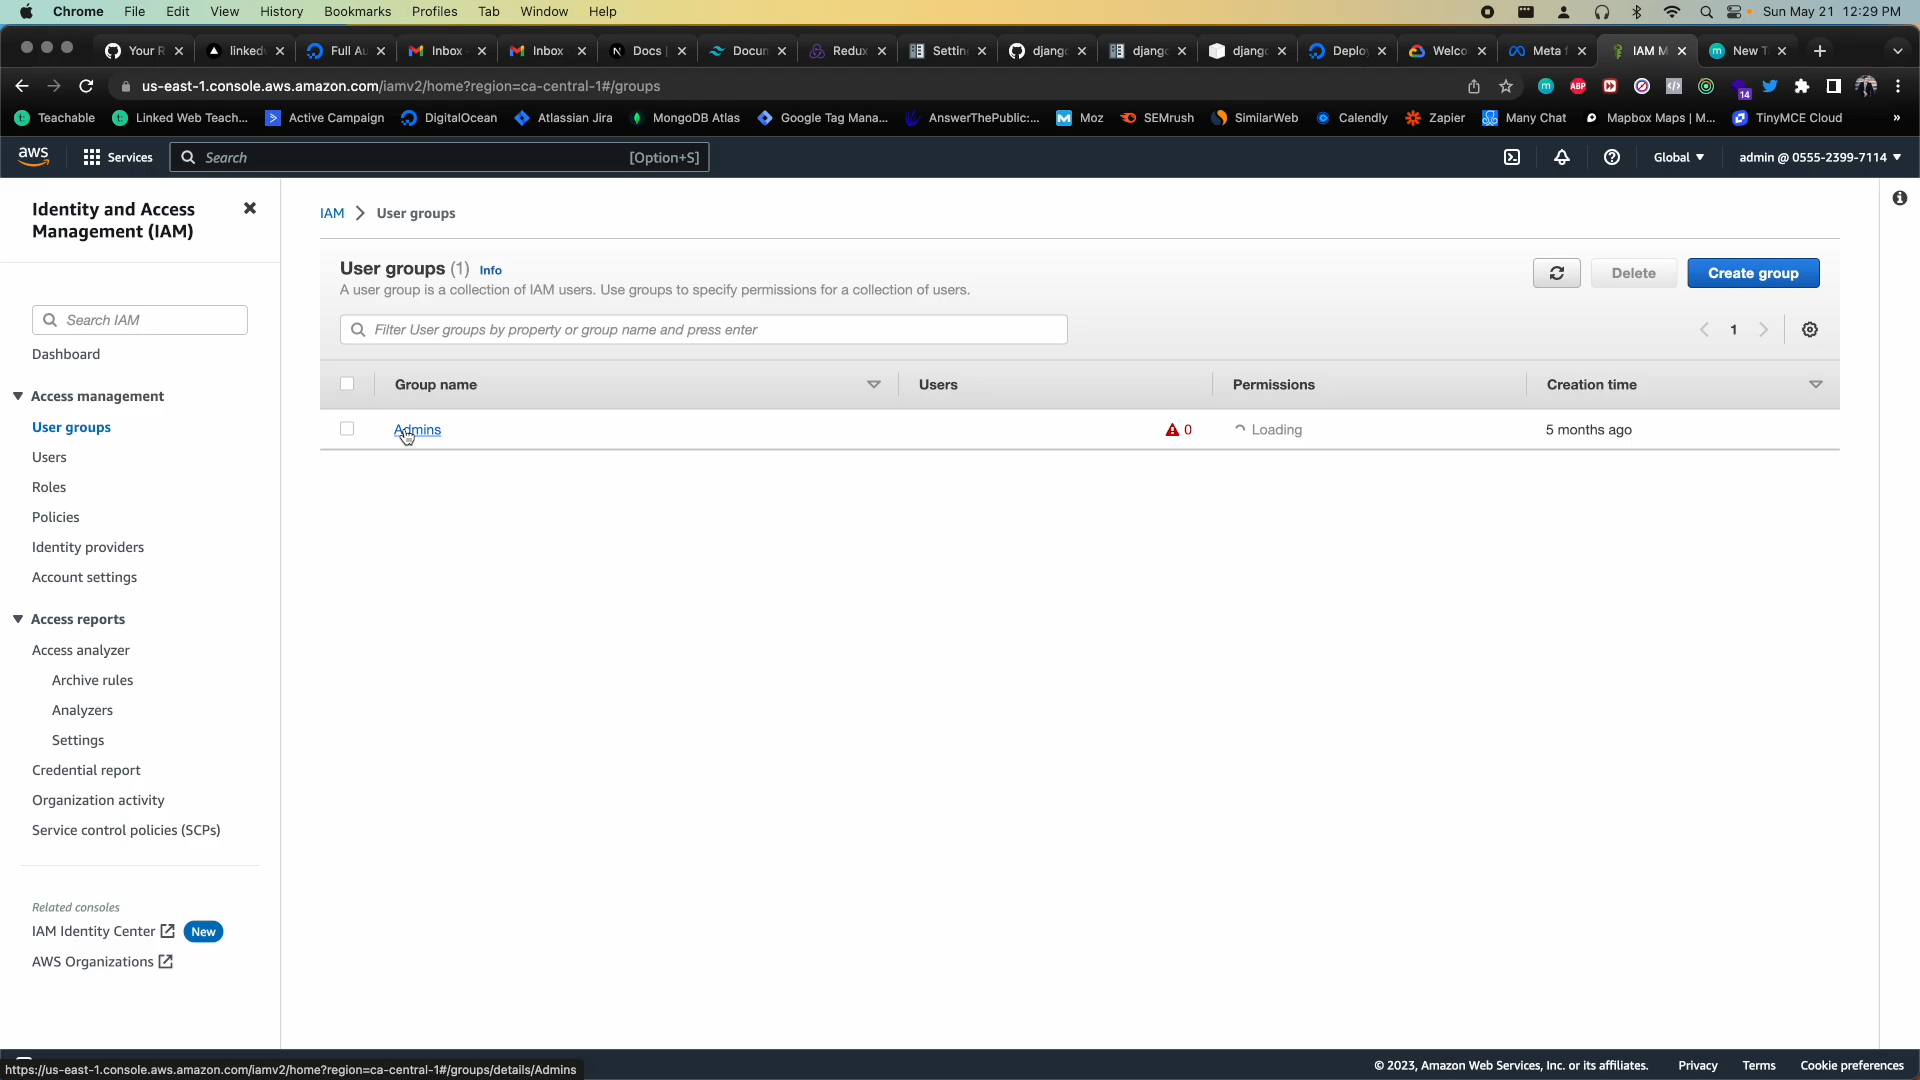 Chrome File Edit View History Bookmarks Profiles Tab Window Help Sun May 21 12:29 PM
Your R linked Full Au Inbox Inbox Docs | Docum Redux Settin djang django djang Deploy Welco Meta f IAM M New T
us-east-1.console.aws.amazon.com/iamv2/home?region=ca-central-1#/groups ABP 14
Teachable Linked Web Teach... Active Campaign DigitalOcean Atlassian Jira MongoDB Atlas Google Tag Mana... AnswerThePublic:... Moz SEMrush SimilarWeb Calendly Zapier Many Chat Mapbox Maps | M... TinyMCE Cloud »
aws Services Search [Option+S] Global admin @ 0555-2399-7114
Identity and Access
Management (IAM)
Search IAM
Dashboard
Access management
User groups
Users
Roles
Policies
Identity providers
Account settings
Access reports
Access analyzer
Archive rules
Analyzers
Settings
Credential report
Organization activity
Service control policies (SCPs)
Related consoles
IAM Identity Center New
AWS Organizations
IAM > User groups
User groups (1) Info
A user group is a collection of IAM users. Use groups to specify permissions for a collection of users.
Delete Create group
Filter User groups by property or group name and press enter
1
Group name Users Permissions Creation time
Admins 0 Loading 5 months ago
https://us-east-1.console.aws.amazon.com/iamv2/home?region=ca-central-1#/groups/details/Admins
© 2023, Amazon Web Services, Inc. or its affiliates. Privacy Terms Cookie preferences